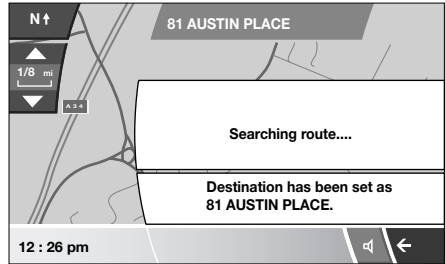 N
81 AUSTIN PLACE
1/8 mi
A34
Searching route....
Destination has been set as
81 AUSTIN PLACE.
12 : 26 pm